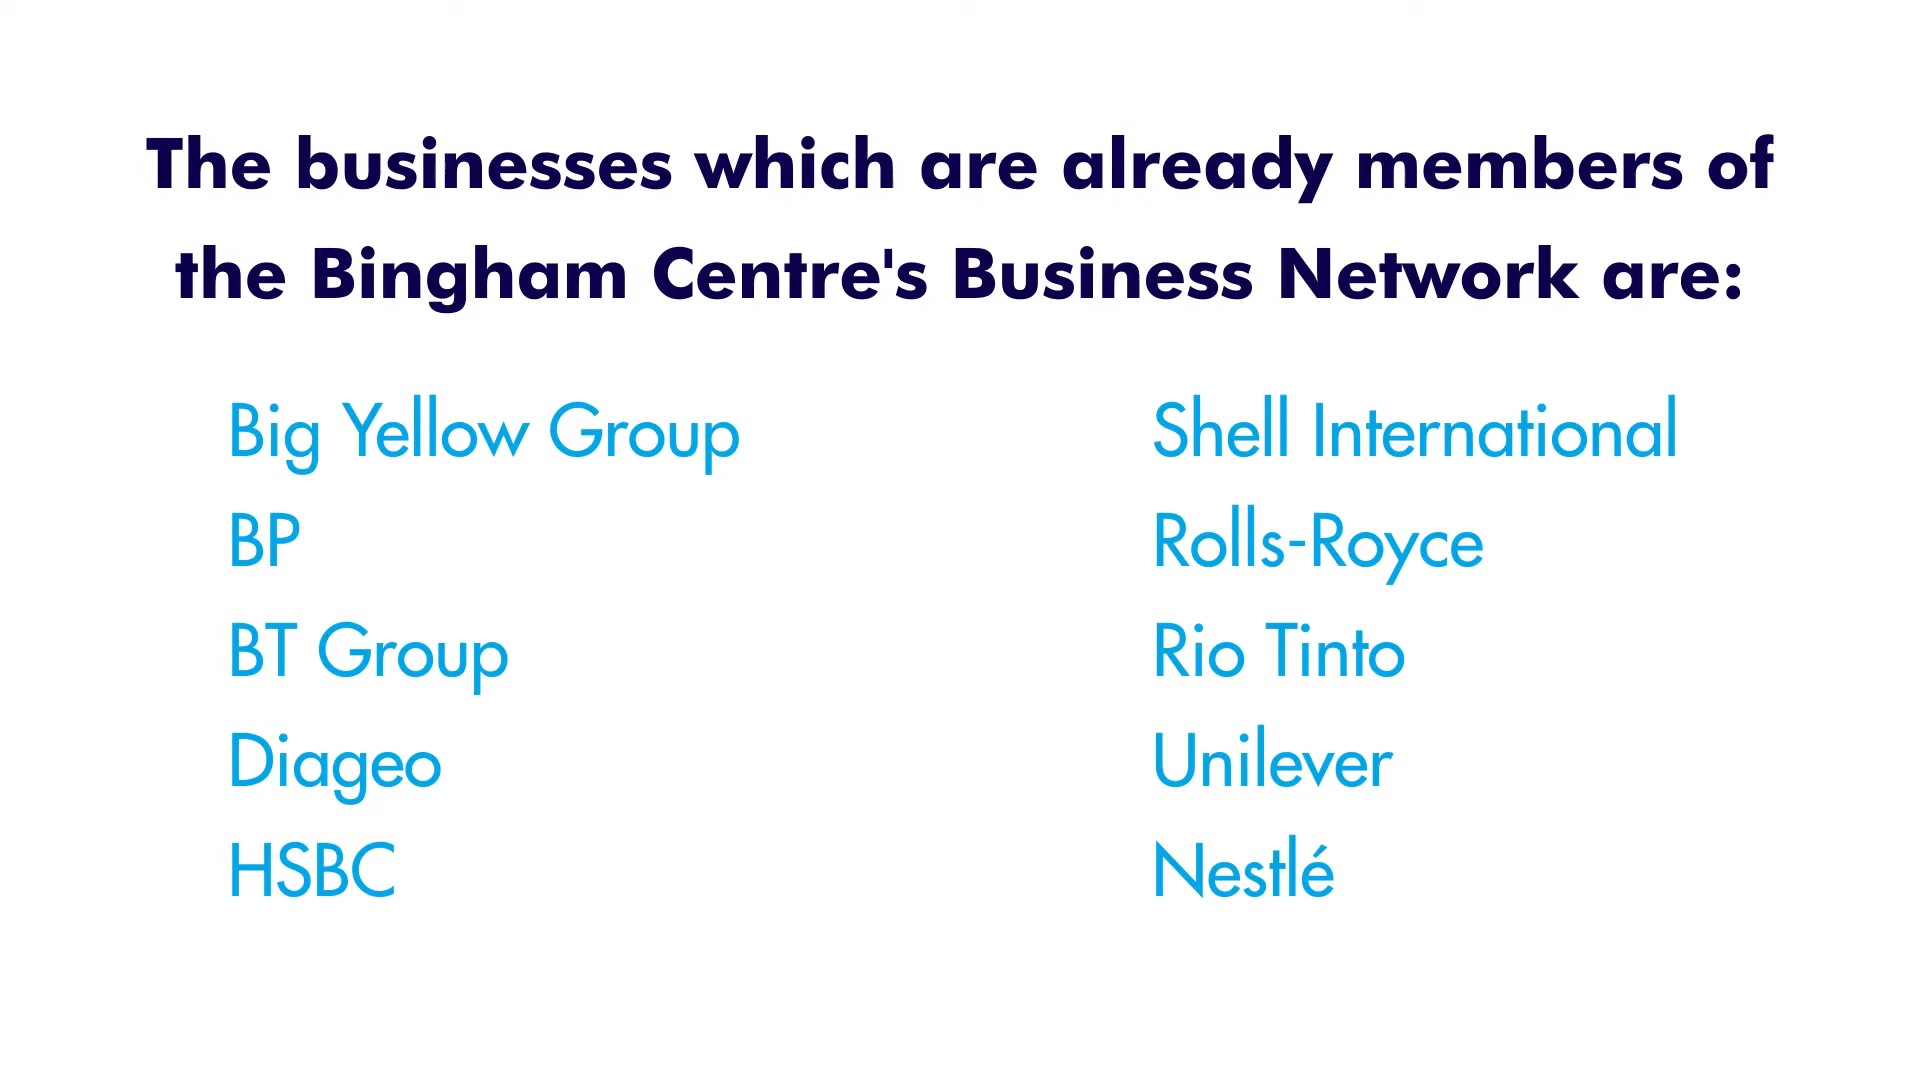 The businesses which are already members of
the Bingham Centre's Business Network are:
Big Yellow Group
BP
BT Group
Diageo
HSBC
Shell International
Rolls-Royce
Rio Tinto
Unilever
Nestlé